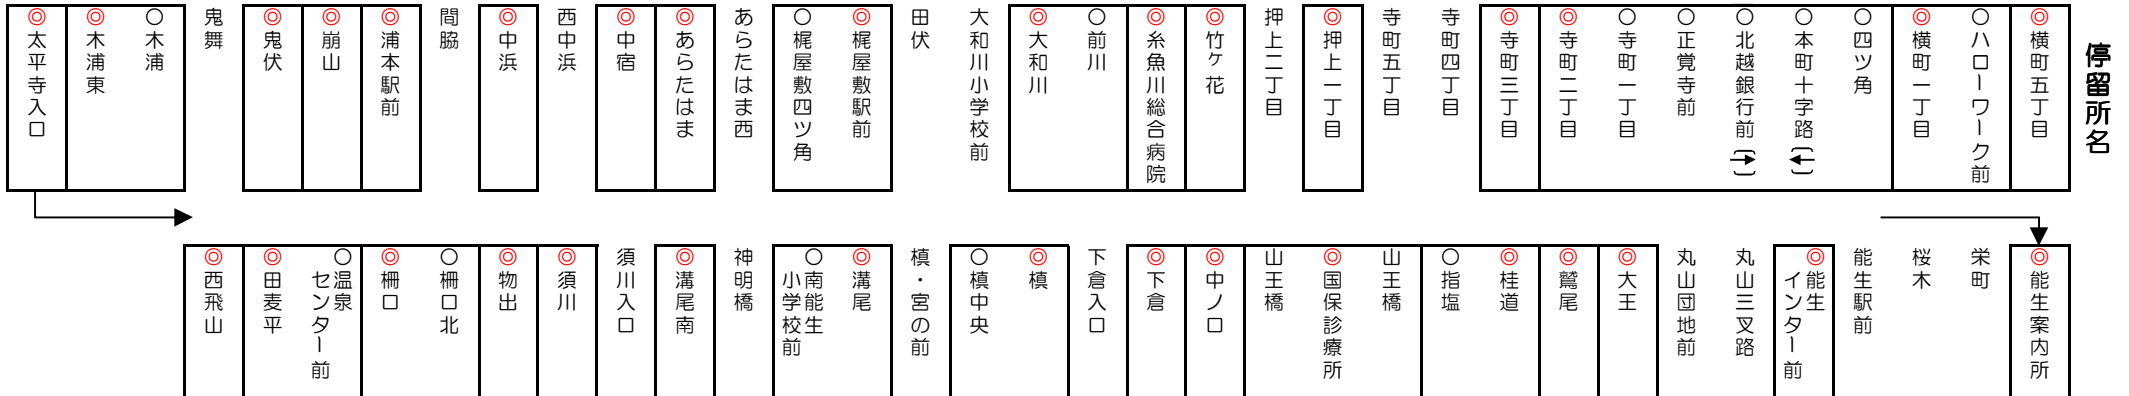 停留所名
◎横町五丁目
○ハローワーク前
◎横町一丁目
○四ツ角
○本町十字路(←)
○北越銀行前(→)
○正覚寺前
○寺町一丁目
◎寺町二丁目
◎寺町三丁目
寺町四丁目
寺町五丁目
◎押上一丁目
押上二丁目
◎竹ケ花
◎糸魚川総合病院
○前川
◎大和川
大和川小学校前
田伏
◎梶屋敷駅前
○梶屋敷四ツ角
あらたはま西
◎あらたはま
◎中宿
西中浜
◎中浜
間脇
◎浦本駅前
◎崩山
◎鬼伏
鬼舞
○木浦
◎木浦東
◎太平寺入口
◎能生案内所
栄町
桜木
能生駅前
◎能生
インター前
丸山三叉路
丸山団地前
◎大王
◎鷲尾
◎桂道
○指塩
山王橋
◎国保診療所
山王橋
◎中ノ口
◎下倉
下倉入口
◎槙
○槙中央
槙・宮の前
◎溝尾
○南能生
小学校前
神明橋
◎溝尾南
須川入口
◎須川
◎物出
○柵口北
◎柵口
○温泉
センター前
◎田麦平
◎西飛山